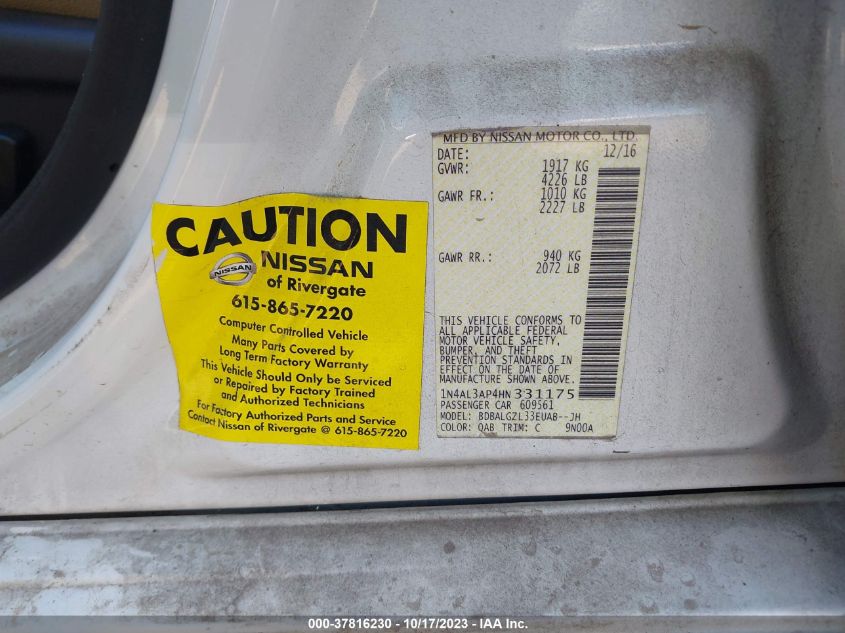 CAUTION
NISSAN
NISSAN
of Rivergate
615-865-7220
Computer Controlled Vehicle
Many Parts Covered by
Long Term Factory Warranty
This Vehicle Should Only be Serviced
or Repaired by Factory Trained
and Authorized Technicians
For Factory Authorized Parts and Service
Contact Nissan of Rivergate @ 615-865-7220
MFD BY NISSAN MOTOR CO., LTD.
DATE: 12/16
GVWR: 1917 KG
4226 LB
GAWR FR.: 1010 KG
2227 LB
GAWR RR.: 940 KG
2072 LB
THIS VEHICLE CONFORMS TO
ALL APPLICABLE FEDERAL
MOTOR VEHICLE SAFETY,
BUMPER, AND THEFT
PREVENTION STANDARDS IN
EFFECT ON THE DATE OF
MANUFACTURE SHOWN ABOVE.
1N4AL3AP4HN331175
PASSENGER CAR 609561
MODEL: BDBALGZL33EUAB--JH
COLOR: QAB TRIM: C 9N00A
000-37816230 - 10/17/2023 - IAA Inc.